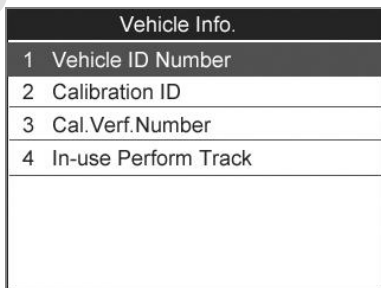 Vehicle Info.
1 Vehicle ID Number
2 Calibration ID
3 Cal.Verf.Number
4 In-use Perform Track